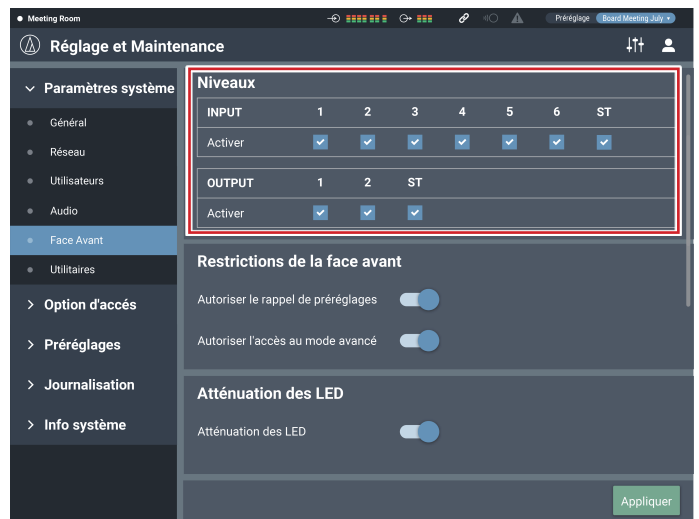 Meeting Room Préréglage Board Meeting July
Réglage et Maintenance
Paramètres système
Général
Réseau
Utilisateurs
Audio
Face Avant
Utilitaires
Option d'accés
Préréglages
Journalisation
Info système
Niveaux
INPUT 1 2 3 4 5 6 ST
Activer
OUTPUT 1 2 ST
Activer
Restrictions de la face avant
Autoriser le rappel de préréglages
Autoriser l'accès au mode avancé
Atténuation des LED
Atténuation des LED
Appliquer